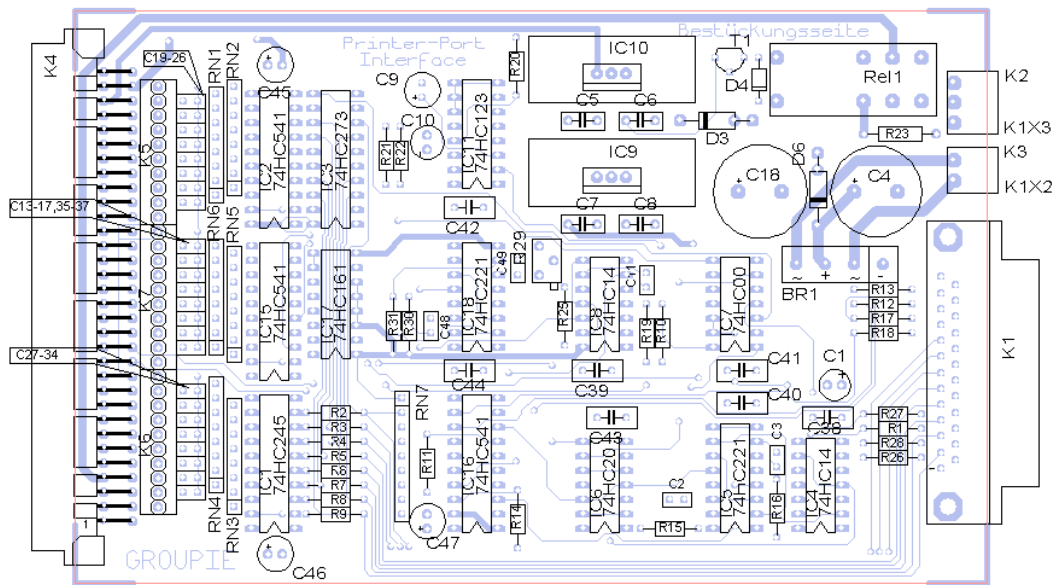 Printer-Port
Interface
Bestückungsseite
K4
C19-26
RN1
RN2
C45
C9
C10
R20
IC10
C5
C6
T1
D4
D3
Rel1
R23
K2
K1X3
K3
K1X2
K5
IC2
74HC541
IC3
74HC273
R21
R22
IC11
74HC123
IC9
C7
C8
C18
D6
C4
C13-17,35-37
RN6
RN5
C42
K7
IC15
74HC541
IC17
74HC161
R31
R30
C48
IC18
74HC221
C49
R29
R25
IC8
74HC14
C11
R19
R10
IC7
74HC00
~
+
~
-
BR1
R13
R12
R17
R18
K1
C27-34
C44
C39
C41
C40
C1
+
C38
K6
RN4
RN3
IC1
74HC245
R2
R3
R4
R5
R6
R7
R8
R9
RN7
R11
C47
IC16
74HC541
R14
C43
IC6
74HC20
C2
R15
IC5
74HC221
C3
R16
IC4
74HC14
R27
R1
R28
R26
1
GROUPIE
C46